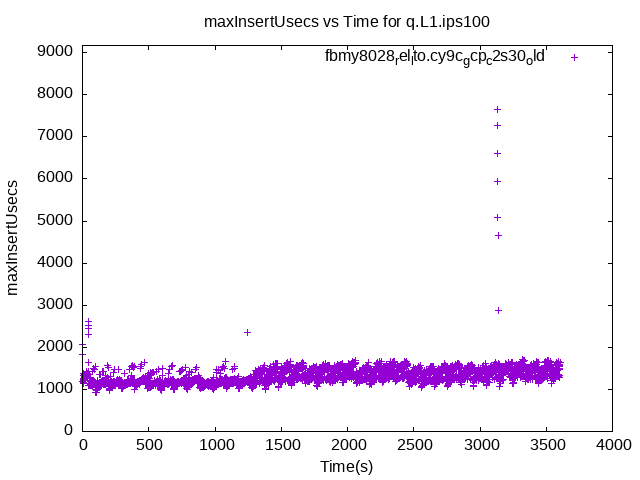 maxInsertUsecs vs Time for q.L1.ips100
fbmy8028relito.cy9cgcpc2s30old
9000
8000
7000
6000
5000
4000
3000
2000
1000
0
maxInsertUsecs
0 500 1000 1500 2000 2500 3000 3500 4000
Time(s)